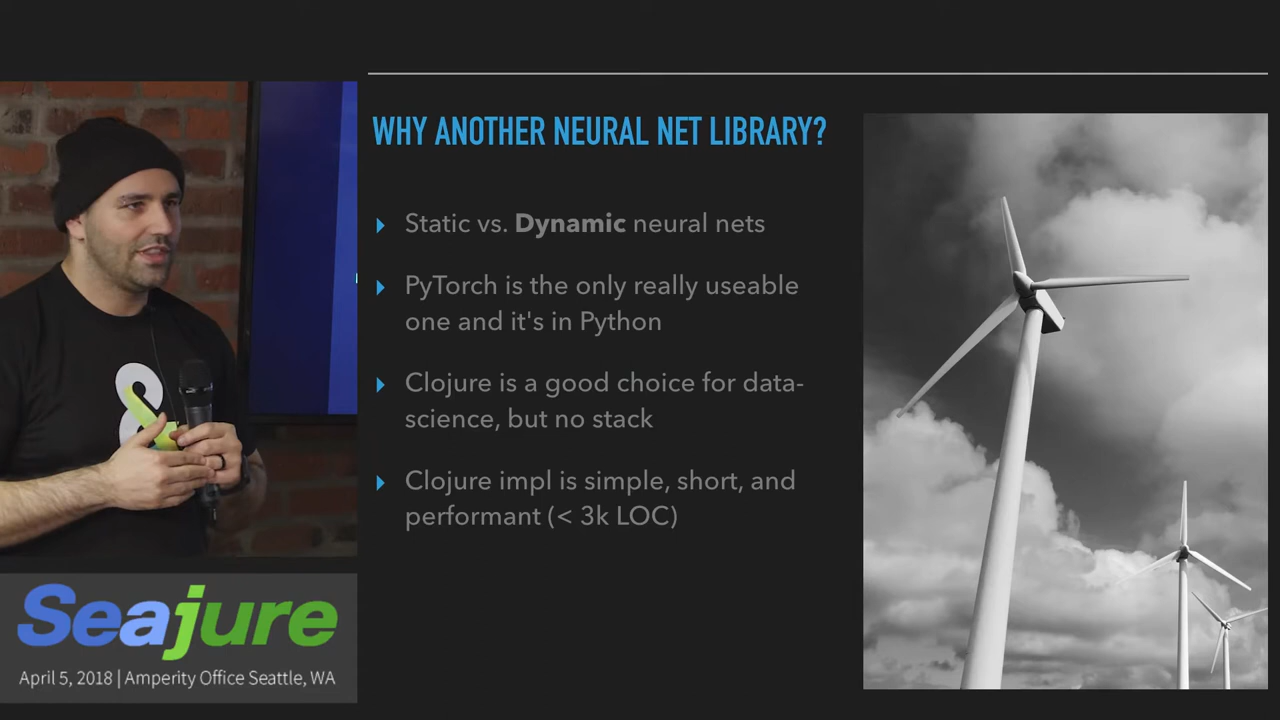 WHY ANOTHER NEURAL NET LIBRARY?
Static vs. Dynamic neural nets
PyTorch is the only really useable
one and it's in Python
Clojure is a good choice for data-
science, but no stack
Clojure impl is simple, short, and
performant (< 3k LOC)
&
Seajure
April 5, 2018 | Amperity Office Seattle, WA